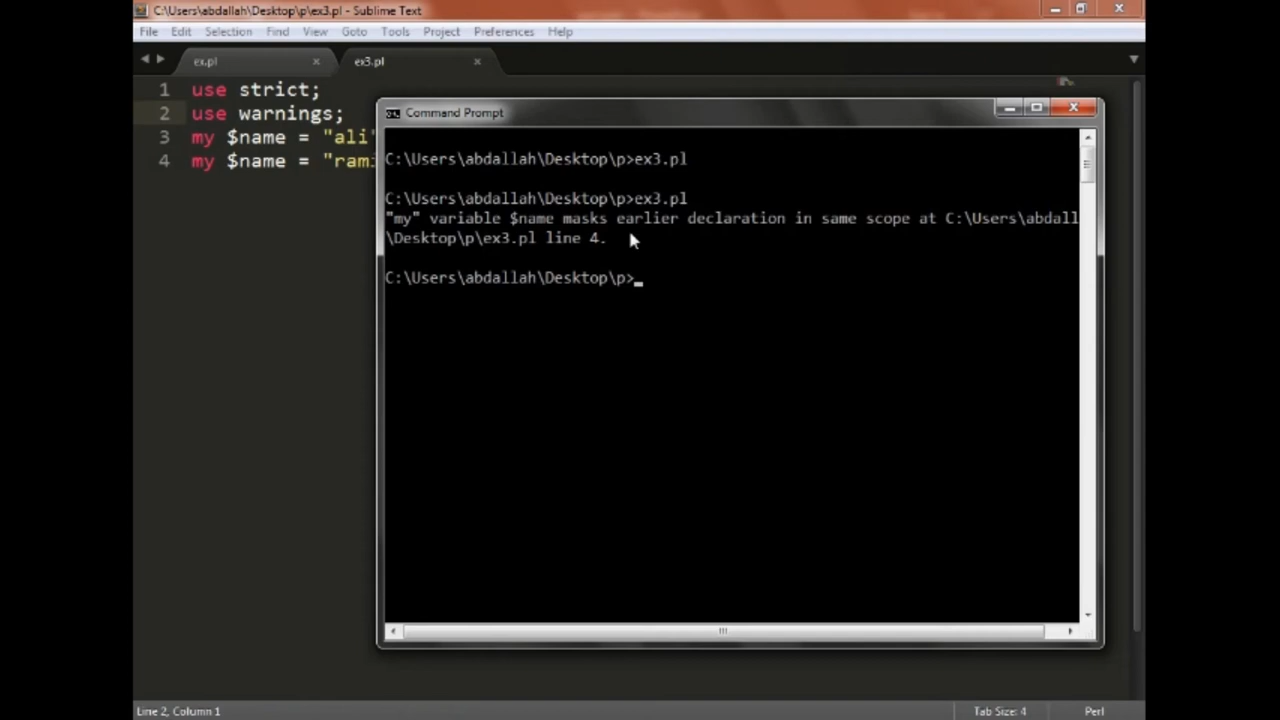 C:\Users\abdallah\Desktop\p\ex3.pl - Sublime Text
File Edit Selection Find View Goto Tools Project Preferences Help
ex.pl ex3.pl
1 use strict;
2 use warnings;
3 my $name = "ali"
4 my $name = "rami
Command Prompt
C:\Users\abdallah\Desktop\p>ex3.pl
C:\Users\abdallah\Desktop\p>ex3.pl
"my" variable $name masks earlier declaration in same scope at C:\Users\abdall
\Desktop\p\ex3.pl line 4.
C:\Users\abdallah\Desktop\p>_
Line 2, Column 1
Tab Size: 4
Perl